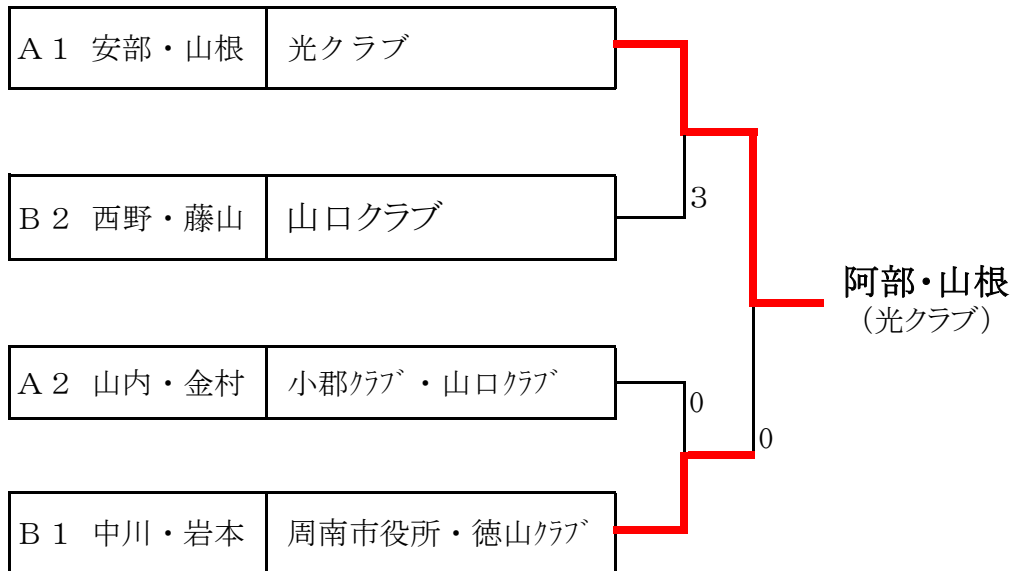 A1 安部・山根 光クラブ
B2 西野・藤山 山口クラブ
3
阿部・山根
(光クラブ)
A2 山内・金村 小郡ｸﾗﾌﾞ・山口ｸﾗﾌﾞ
0
0
B1 中川・岩本 周南市役所・徳山ｸﾗﾌﾞ